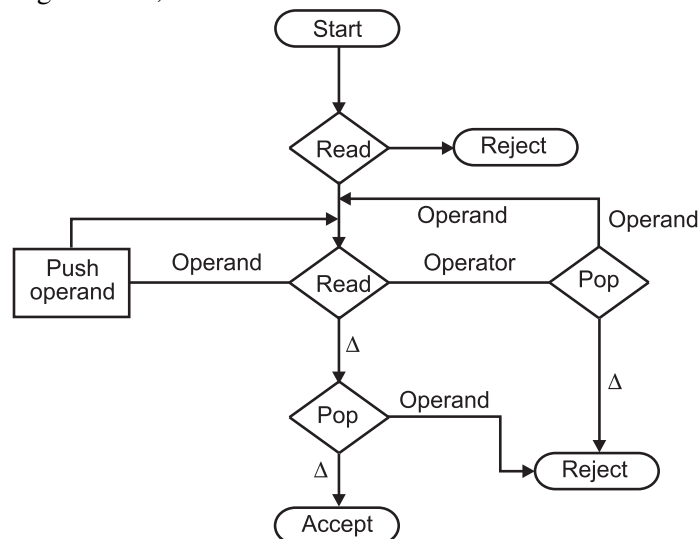 Start
Read
Reject
Operand
Operand
Push
operand
Operand
Read
Operator
Pop
Δ
Δ
Pop
Operand
Reject
Δ
Accept